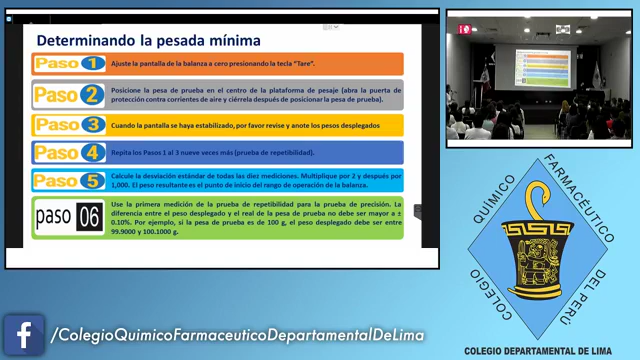 Determinando la pesada mínima
Paso 1
Ajuste la pantalla de la balanza a cero presionando la tecla "Tare".
Paso 2
Posicione la pesa de prueba en el centro de la plataforma de pesaje (abra la puerta de
protección contra corrientes de aire y ciérrela después de posicionar la pesa de prueba).
Paso 3
Cuando la pantalla se haya estabilizado, por favor revise y anote los pesos desplegados
Paso 4
Repita los Pasos 1 al 3 nueve veces más (prueba de repetibilidad).
Paso 5
Calcule la desviación estándar de todas las diez mediciones. Multiplique por 2 y después por
1,000. El peso resultante es el punto de inicio del rango de operación de la balanza.
paso 06
Use la primera medición de la prueba de repetibilidad para la prueba de precisión. La
diferencia entre el peso desplegado y el real de la pesa de prueba no debe ser mayor a ±
0.10%. Por ejemplo, si la pesa de prueba es de 100 g, el peso desplegado debe ser entre
99.9000 y 100.1000 g.
QUÍMICO FARMACÉUTICO
COLEGIO DEL PERÚ
COLEGIO DEPARTAMENTAL DE LIMA
f /ColegioQuimicoFarmaceuticoDepartamentalDeLima